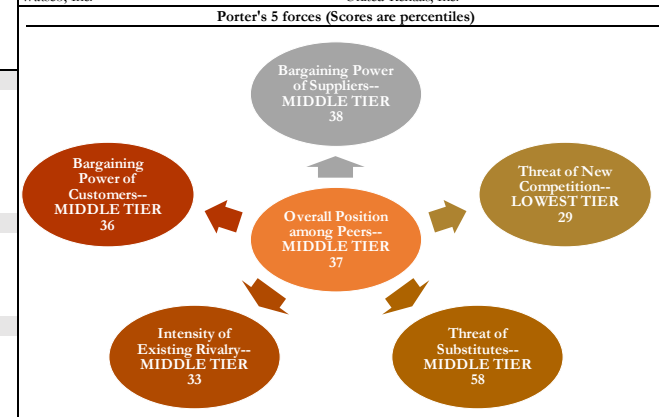 Porter's 5 forces (Scores are percentiles)
Bargaining Power
of Suppliers--
MIDDLE TIER
38
Bargaining
Power of
Customers--
MIDDLE TIER
36
Threat of New
Competition--
LOWEST TIER
29
Overall Position
among Peers--
MIDDLE TIER
37
Intensity of
Existing Rivalry--
MIDDLE TIER
33
Threat of
Substitutes--
MIDDLE TIER
58